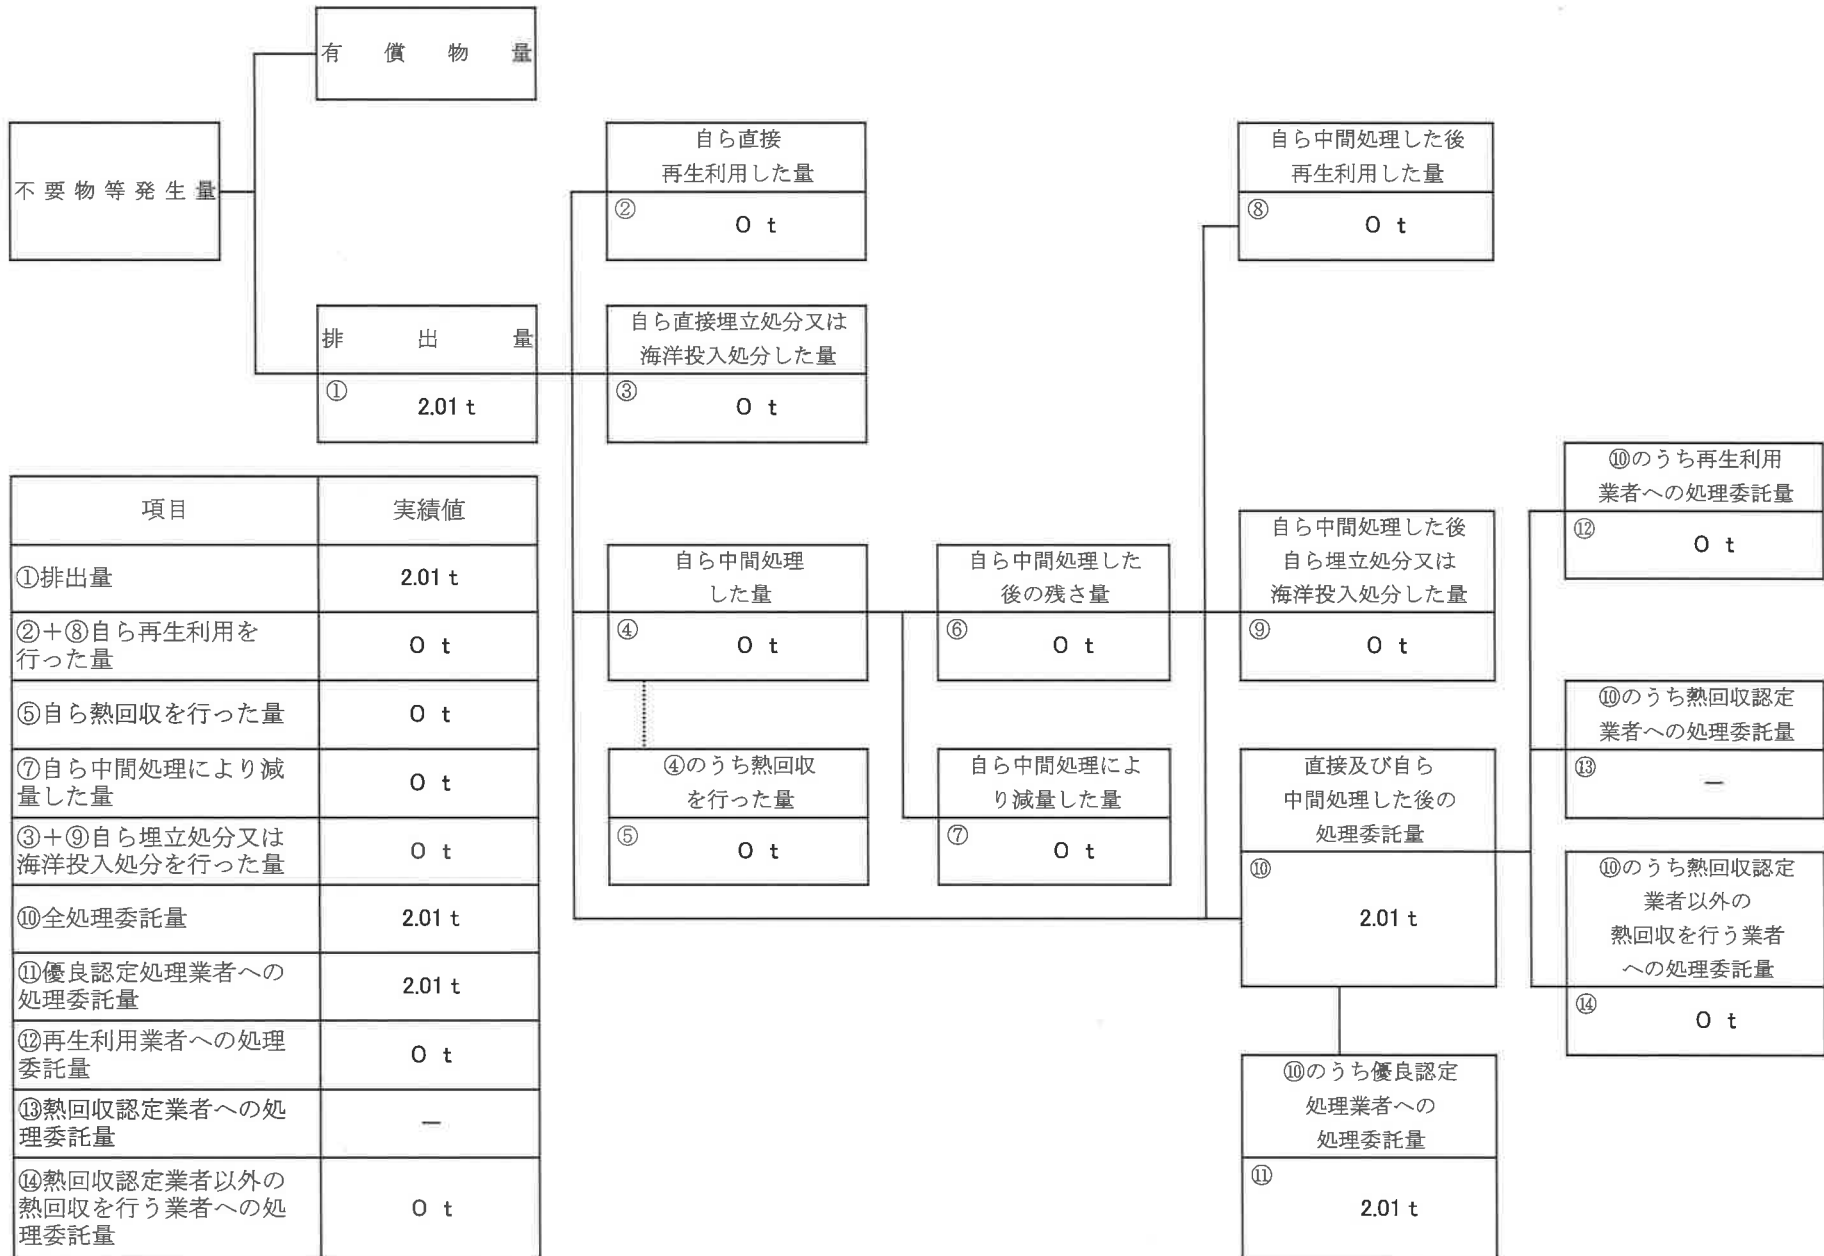 有償物量
不要物等発生量
排出量
① 2.01 t
自ら直接
再生利用した量
② 0 t
自ら直接埋立処分又は
海洋投入処分した量
③ 0 t
自ら中間処理
した量
④ 0 t
④のうち熱回収
を行った量
⑤ 0 t
自ら中間処理した
後の残さ量
⑥ 0 t
自ら中間処理によ
り減量した量
⑦ 0 t
自ら中間処理した後
再生利用した量
⑧ 0 t
自ら中間処理した後
自ら埋立処分又は
海洋投入処分した量
⑨ 0 t
直接及び自ら
中間処理した後の
処理委託量
⑩
2.01 t
⑩のうち優良認定
処理業者への
処理委託量
⑪
2.01 t
⑩のうち再生利用
業者への処理委託量
⑫ 0 t
⑩のうち熱回収認定
業者への処理委託量
⑬ －
⑩のうち熱回収認定
業者以外の
熱回収を行う業者
への処理委託量
⑭ 0 t
項目 実績値
①排出量 2.01 t
②＋⑧自ら再生利用を
行った量 0 t
⑤自ら熱回収を行った量 0 t
⑦自ら中間処理により減
量した量 0 t
③＋⑨自ら埋立処分又は
海洋投入処分を行った量 0 t
⑩全処理委託量 2.01 t
⑪優良認定処理業者への
処理委託量 2.01 t
⑫再生利用業者への処理
委託量 0 t
⑬熱回収認定業者への処
理委託量 －
⑭熱回収認定業者以外の
熱回収を行う業者への処
理委託量 0 t